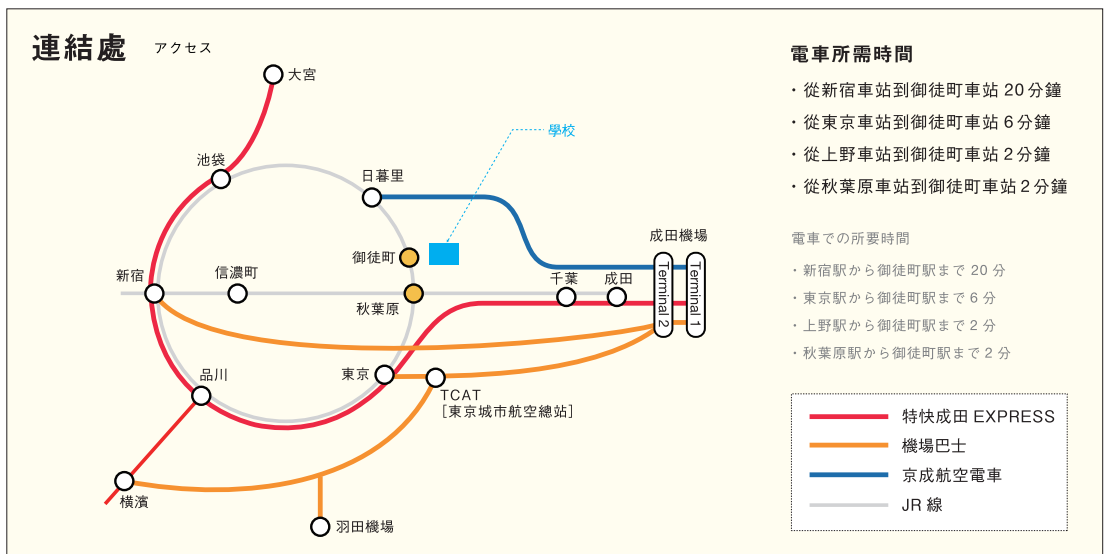 連結處 アクセス
大宮
池袋
日暮里
學校
御徒町
成田機場
新宿
信濃町
秋葉原
千葉
成田
Terminal 2
Terminal 1
東京
品川
TCAT
[東京城市航空總站]
横濱
羽田機場
電車所需時間
・從新宿車站到御徒町車站 20 分鐘
・從東京車站到御徒町車站 6 分鐘
・從上野車站到御徒町車站 2 分鐘
・從秋葉原車站到御徒町車站 2 分鐘
電車での所要時間
・新宿駅から御徒町駅まで 20 分
・東京駅から御徒町駅まで 6 分
・上野駅から御徒町駅まで 2 分
・秋葉原駅から御徒町駅まで 2 分
特快成田 EXPRESS
機場巴士
京成航空電車
JR 線